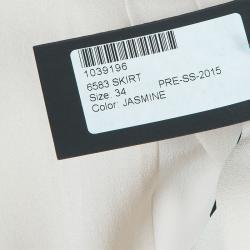 1039196
6583 SKIRT
Size: 34 PRE-SS-2015
Color: JASMINE